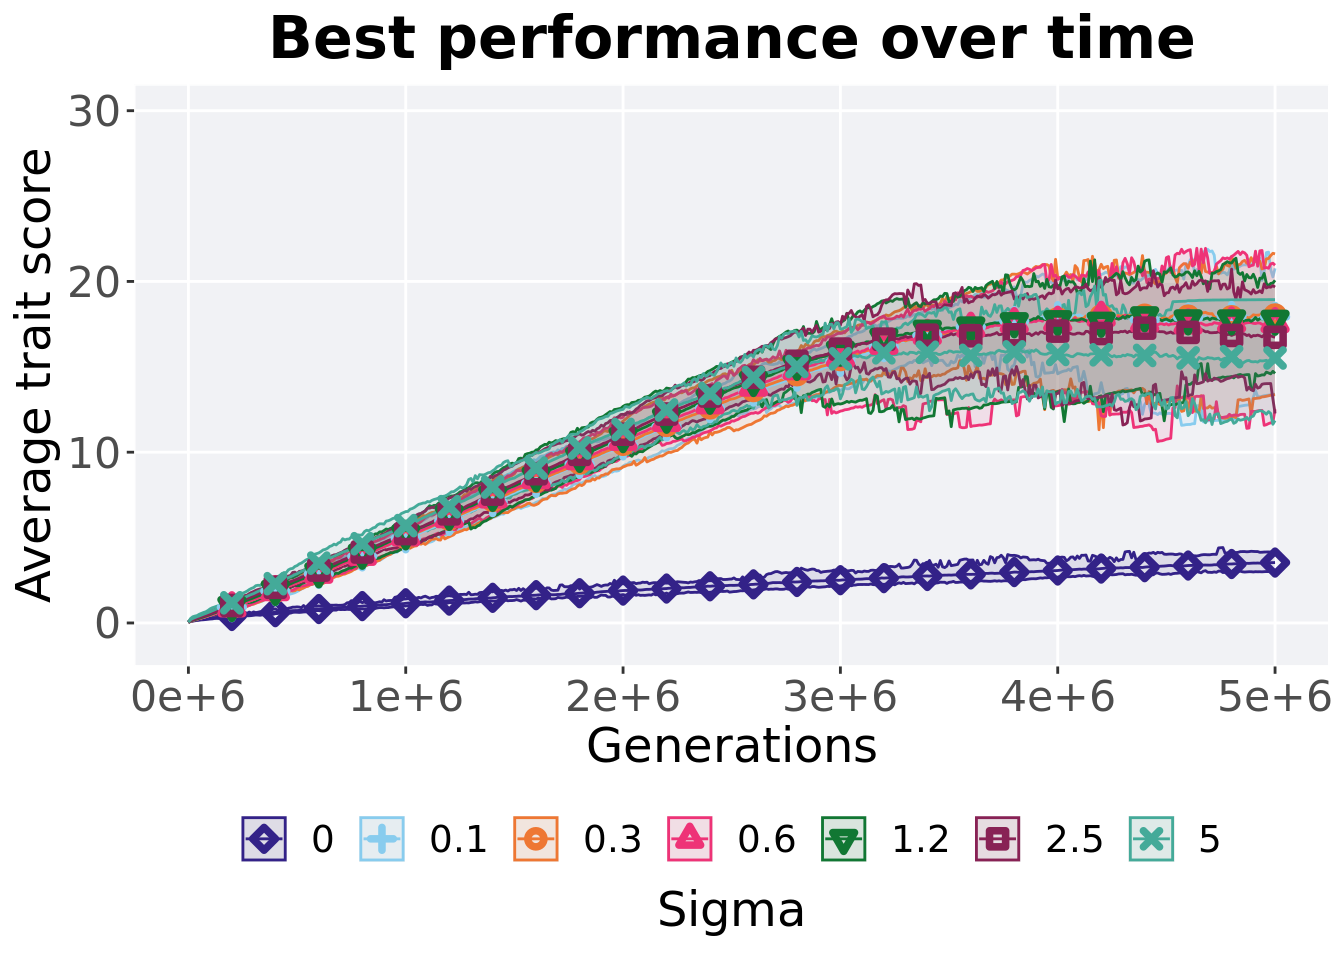 Best performance over time
Average trait score
30
20
10
0
0e+6 1e+6 2e+6 3e+6 4e+6 5e+6
Generations
0 0.1 0.3 0.6 1.2 2.5 5
Sigma